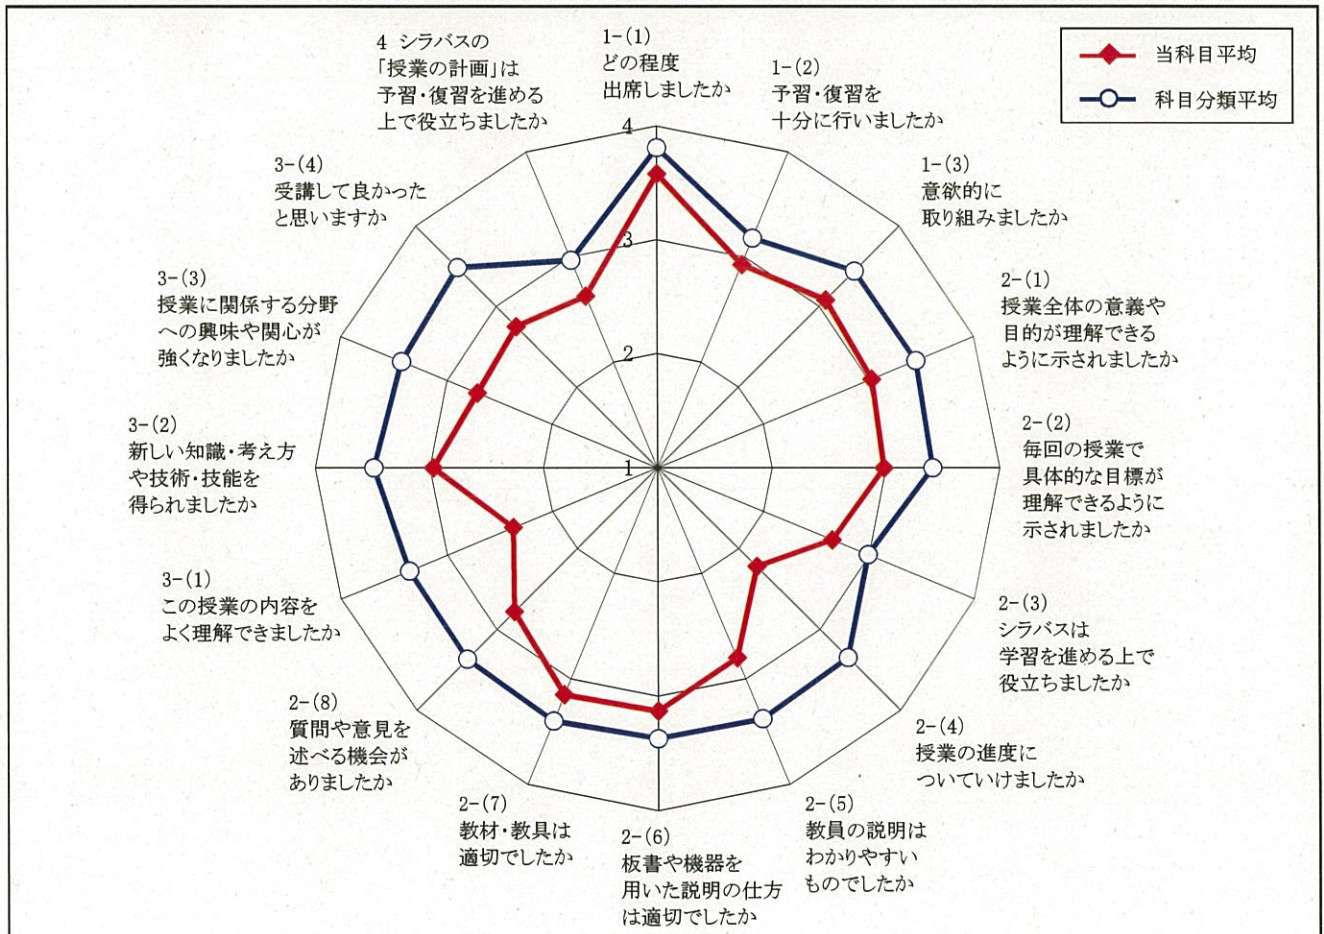 当科目平均
科目分類平均
1-(1)
どの程度
出席しましたか
1-(2)
予習・復習を
十分に行いましたか
1-(3)
意欲的に
取り組みましたか
2-(1)
授業全体の意義や
目的が理解できる
ように示されましたか
2-(2)
毎回の授業で
具体的な目標が
理解できるように
示されましたか
2-(3)
シラバスは
学習を進める上で
役立ちましたか
2-(4)
授業の進度に
ついていけましたか
2-(5)
教員の説明は
わかりやすい
ものでしたか
2-(6)
板書や機器を
用いた説明の仕方
は適切でしたか
2-(7)
教材・教具は
適切でしたか
2-(8)
質問や意見を
述べる機会が
ありましたか
3-(1)
この授業の内容を
よく理解できましたか
3-(2)
新しい知識・考え方
や技術・技能を
得られましたか
3-(3)
授業に関係する分野
への興味や関心が
強くなりましたか
3-(4)
受講して良かった
と思いますか
4 シラバスの
「授業の計画」は
予習・復習を進める
上で役立ちましたか
4
3
2
1